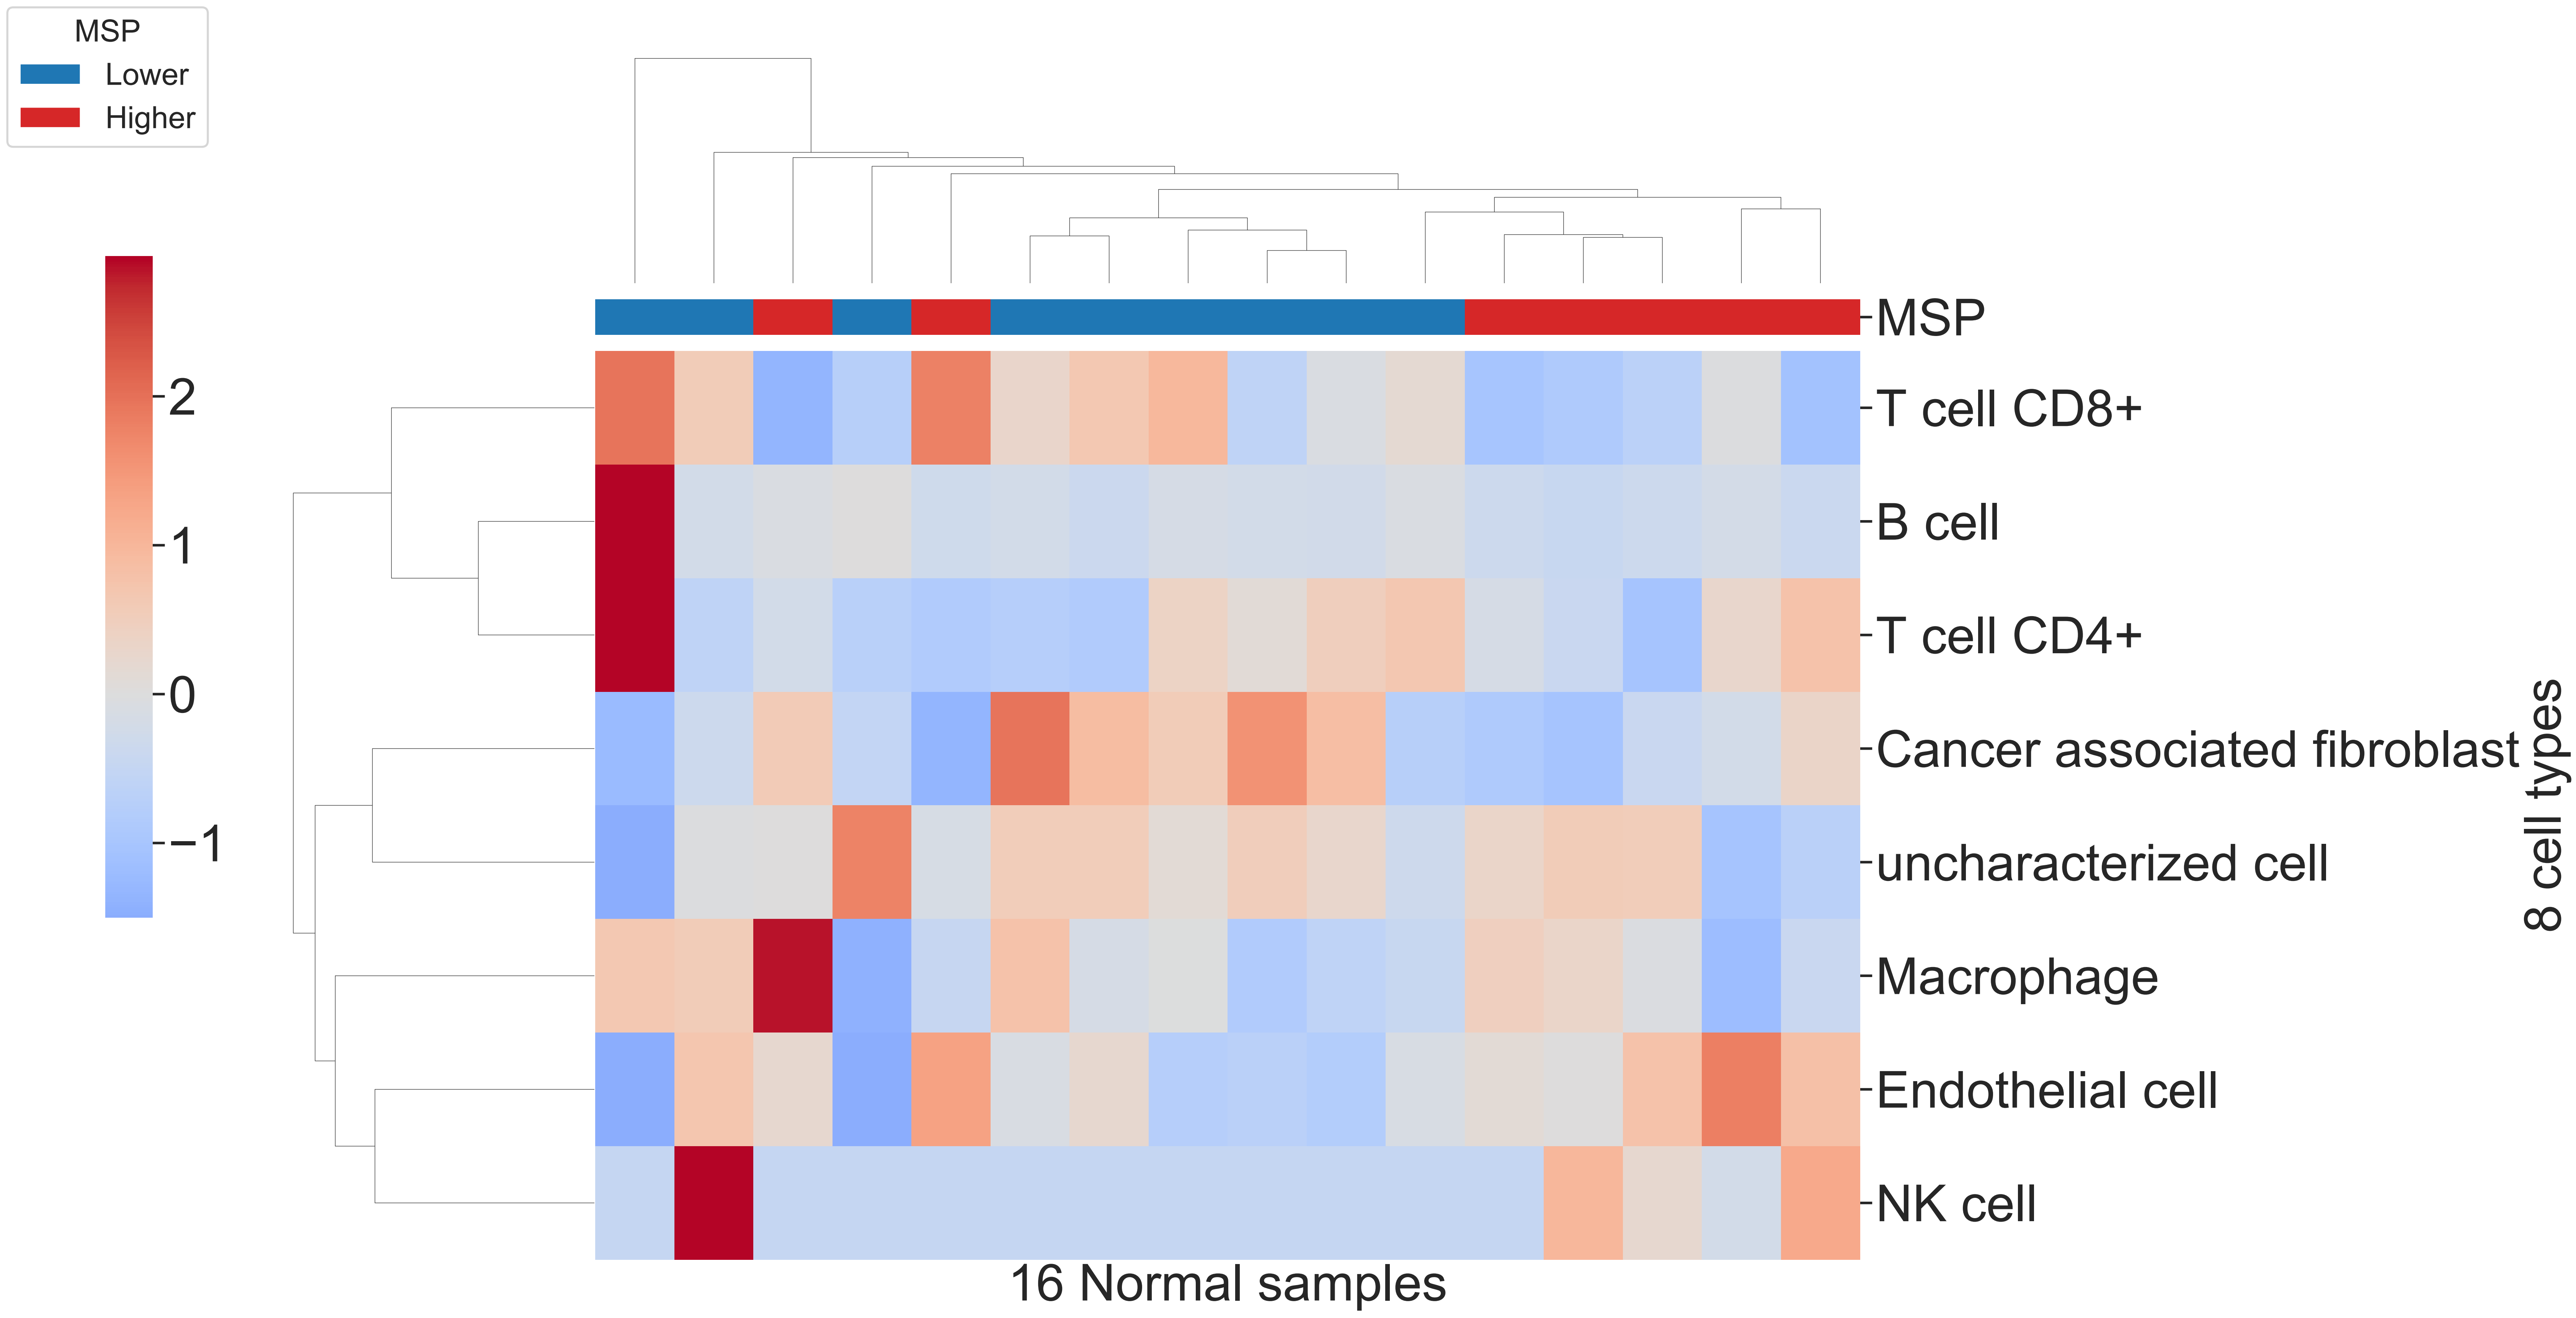 MSP
Lower
Higher
2
1
0
−1
MSP
T cell CD8+
B cell
T cell CD4+
Cancer associated fibroblast
uncharacterized cell
Macrophage
Endothelial cell
NK cell
8 cell types
16 Normal samples